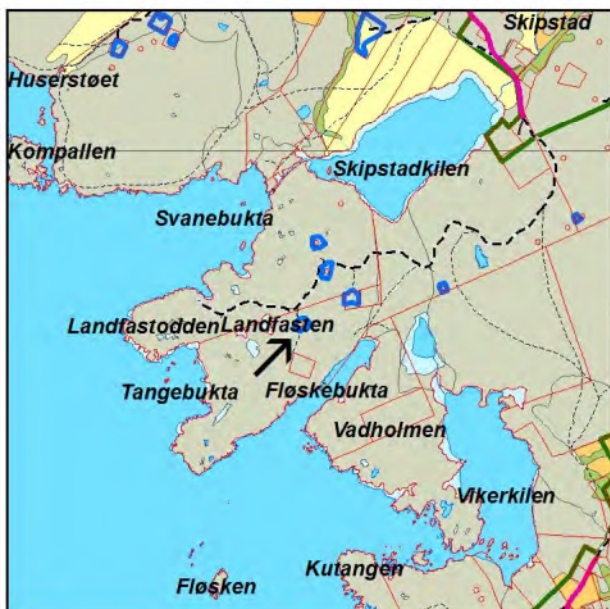 Skipstad
Huserstøet
Kompallen
Skipstadkilen
Svanebukta
Landfastodden
Landfasten
Tangebukta
Fløskebukta
Vadholmen
Vikerkilen
Kutangen
Fløsken